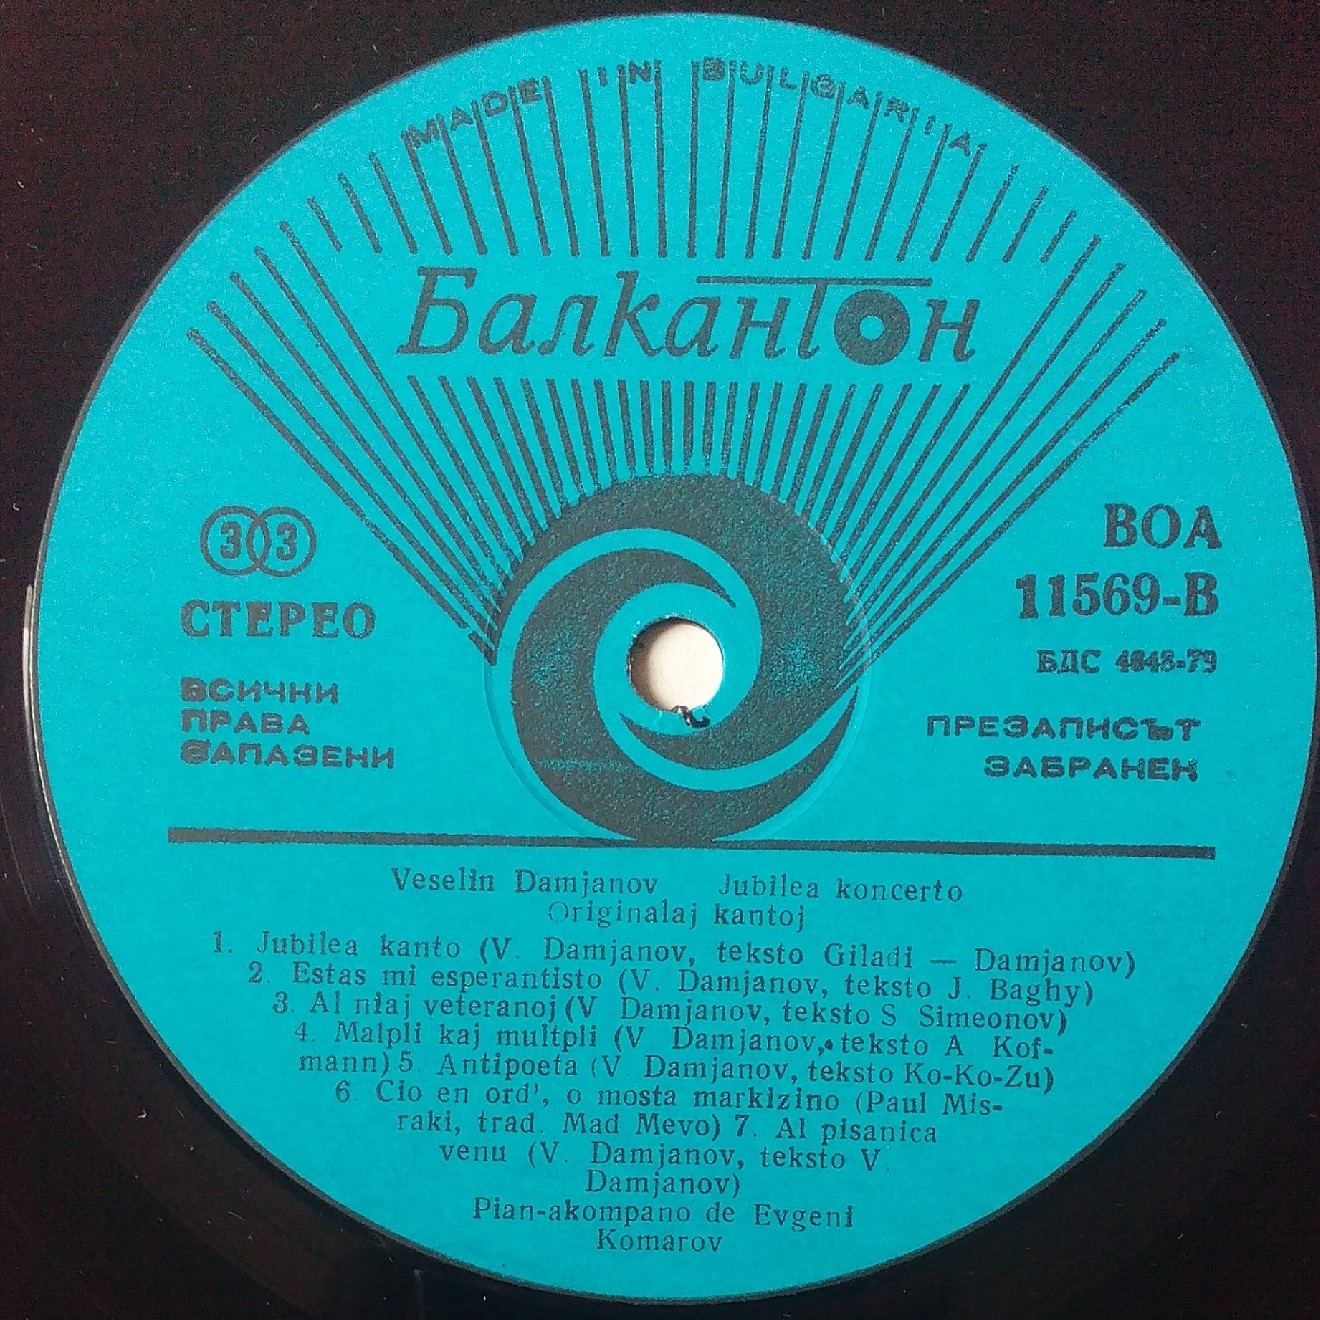 MADE IN BULGARIA
Балкантон
33
СТЕРЕО
ВСИЧНИ
ПРАВА
ЗАПАЗЕНИ
ВОА
11569-В
БДС 4048-79
ПРЕЗАПИСЪТ
ЗАБРАНЕН
Veselin Damjanov Jubilea koncerto
Originalaj kantoj
1. Jubilea kanto (V. Damjanov, teksto Giladi — Damjanov)
2. Estas mi esperantisto (V. Damjanov, teksto J. Baghy)
3. Al niaj veteranoj (V Damjanov, teksto S Simeonov)
4. Malpli kaj multpli (V Damjanov, teksto A Kof-
mann) 5 Antipoeta (V Damjanov, teksto Ko-Ko-Zu)
6. Cio en ord', o mosta markizino (Paul Mis-
raki, trad. Mad Mevo) 7. Al pisanica
venu (V. Damjanov, teksto V
Damjanov)
Pian-akompano de Evgeni
Komarov